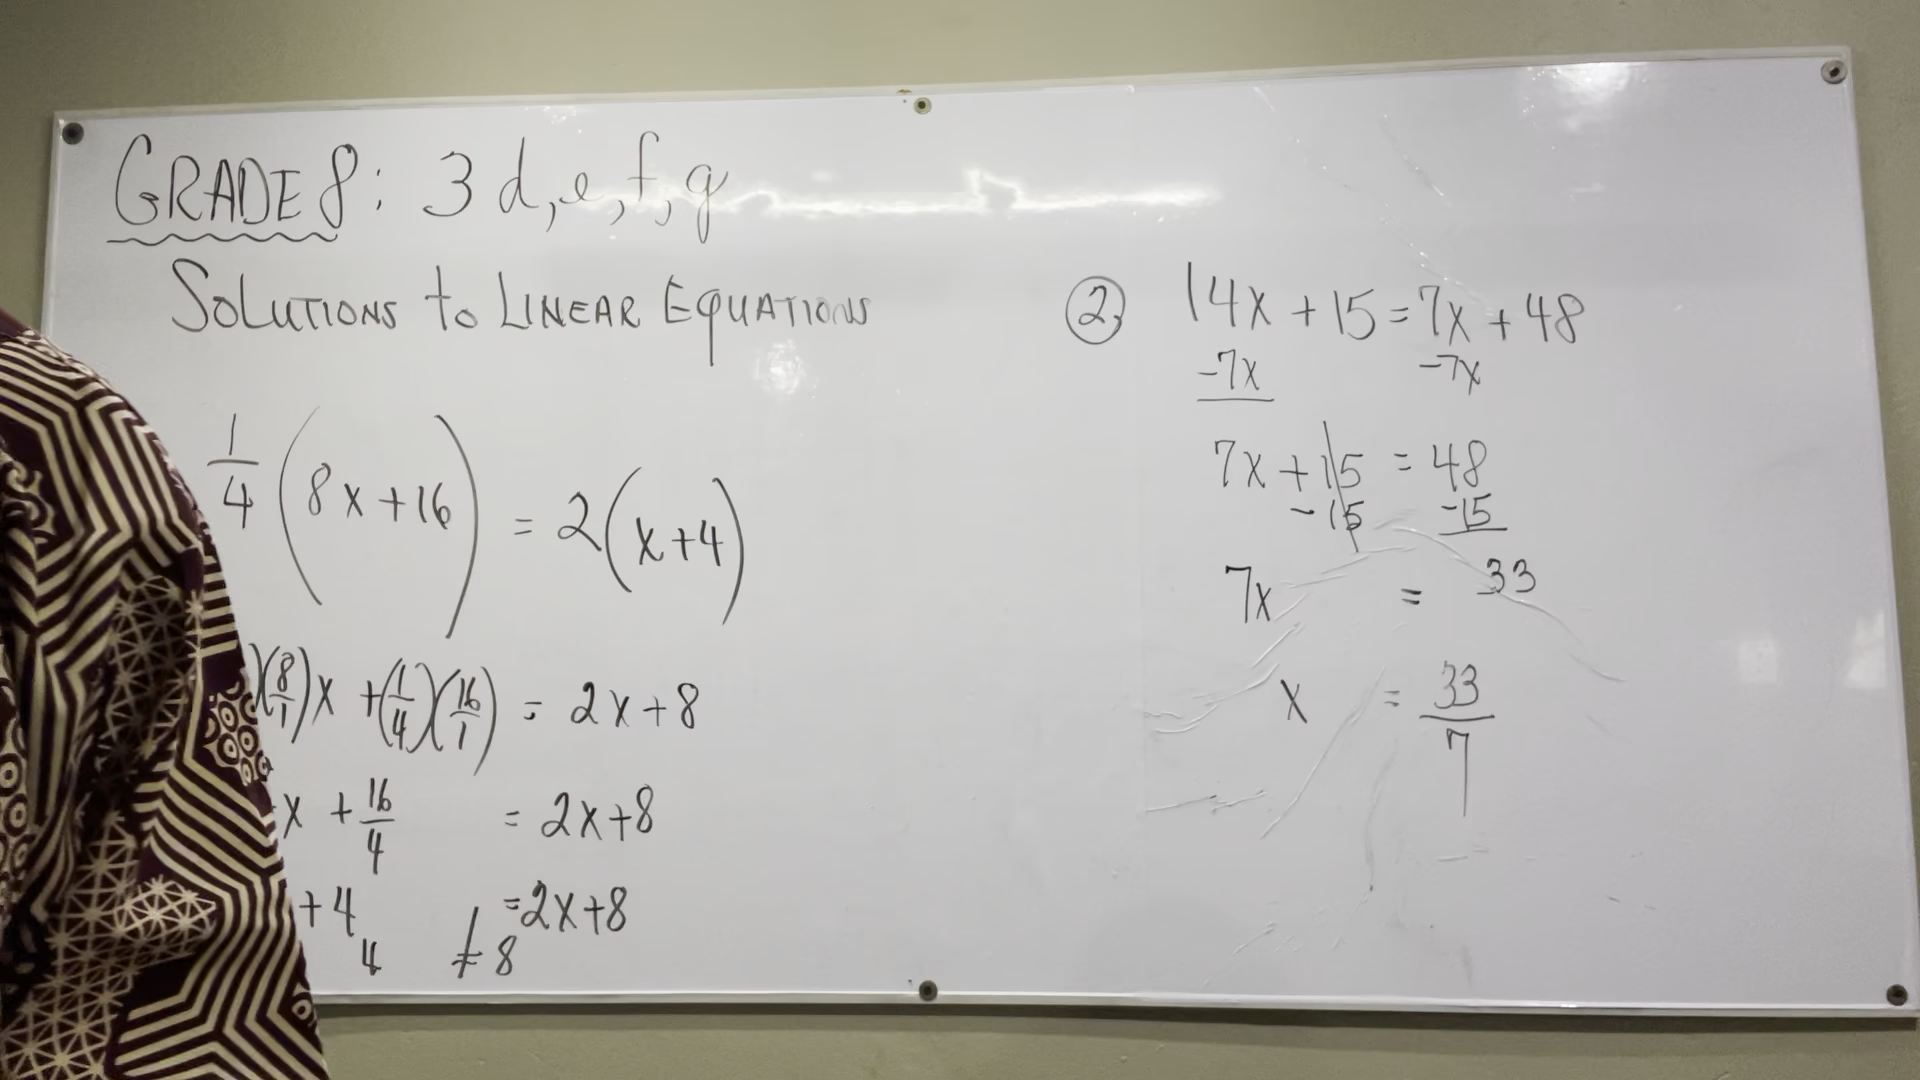 GRADE 8: 3 d, e, f, g
SOLUTIONS to LINEAR EQUATIONS
1/4 (8x+16) = 2(x+4)
)(8/1)x + (1/4)(16/1) = 2x+8
x + 16/4 = 2x+8
+4 = 2x+8
4 ≠ 8
② 14x + 15 = 7x + 48
-7x -7x
7x + 15 = 48
- 15 -15
7x = 33
x = 33/7